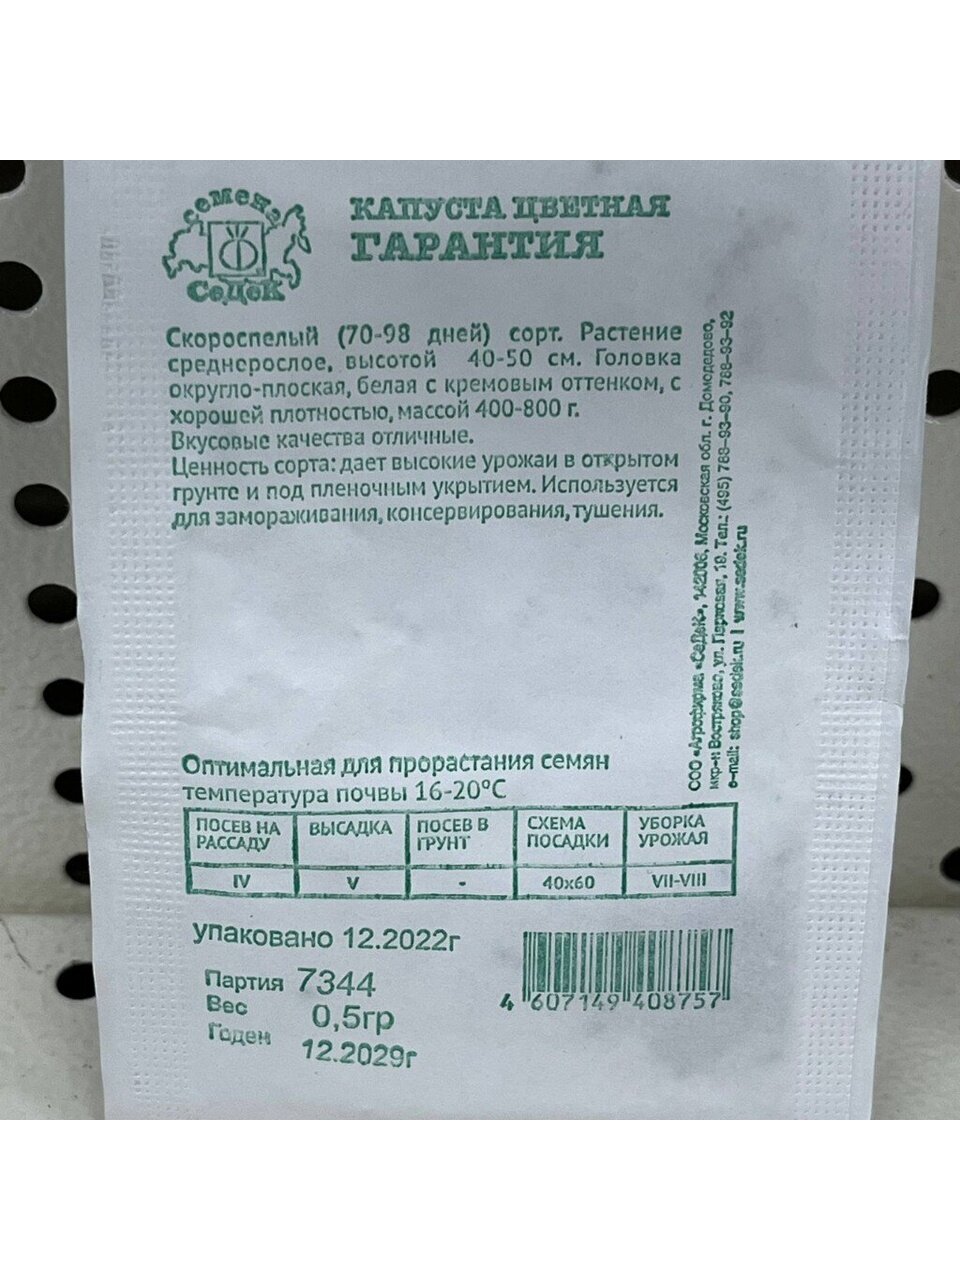 семена
СеДеК
КАПУСТА ЦВЕТНАЯ
ГАРАНТИЯ
Скороспелый (70-98 дней) сорт. Растение
среднерослое, высотой 40-50 см. Головка
округло-плоская, белая с кремовым оттенком, с
хорошей плотностью, массой 400-800 г.
Вкусовые качества отличные.
Ценность сорта: дает высокие урожаи в открытом
грунте и под пленочным укрытием. Используется
для замораживания, консервирования, тушения.
ООО «Агрофирма «СеДеК», 142006, Московская обл. г. Домодедово,
мкр-н Востряково, ул. Парковая, 19. Тел.: (495) 788-93-90, 788-93-92
e-mail: shop@sedek.ru | www.sedek.ru
Оптимальная для прорастания семян
температура почвы 16-20°С
ПОСЕВ НА РАССАДУ ВЫСАДКА ПОСЕВ В ГРУНТ СХЕМА ПОСАДКИ УБОРКА УРОЖАЯ
IV V - 40х60 VII-VIII
упаковано 12.2022г
Партия 7344
Вес 0,5гр
Годен 12.2029г
4 607149 408757